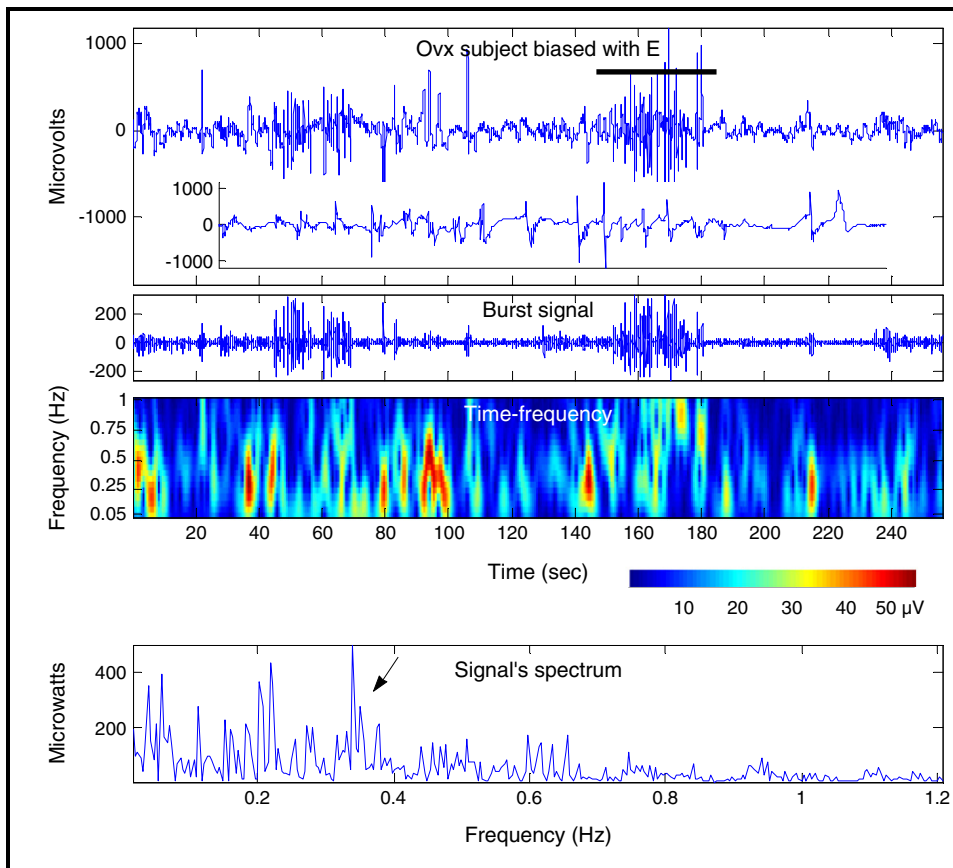 Ovx subject biased with E
Microvolts
1000
0
-1000
1000
0
-1000
Burst signal
200
0
-200
Time-frequency
Frequency (Hz)
1
0.75
0.5
0.25
0.05
20 40 60 80 100 120 140 160 180 200 220 240
Time (sec)
10 20 30 40 50 µV
Signal's spectrum
Microwatts
400
200
0.2 0.4 0.6 0.8 1 1.2
Frequency (Hz)